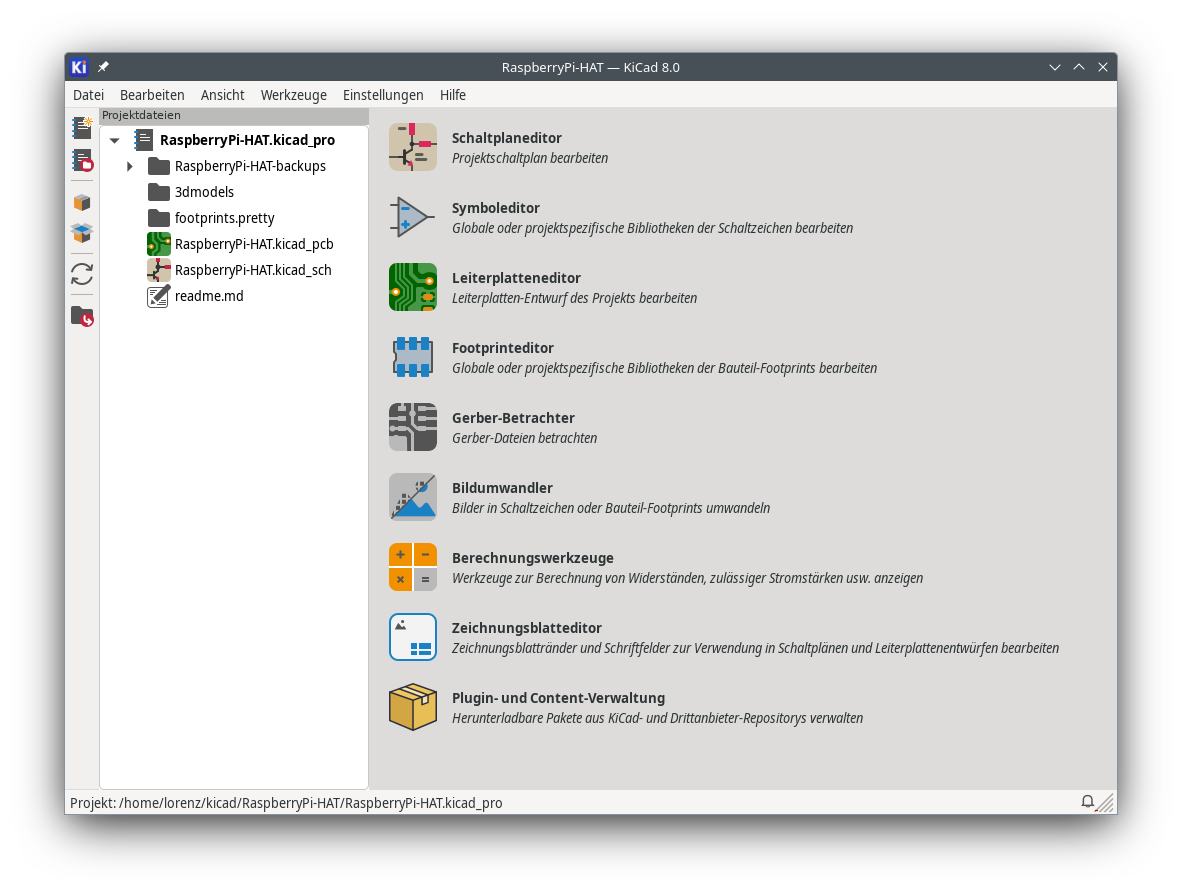 Ki
RaspberryPi-HAT — KiCad 8.0
Datei Bearbeiten Ansicht Werkzeuge Einstellungen Hilfe
Projektdateien
RaspberryPi-HAT.kicad_pro
RaspberryPi-HAT-backups
3dmodels
footprints.pretty
RaspberryPi-HAT.kicad_pcb
RaspberryPi-HAT.kicad_sch
readme.md
Schaltplaneditor
Projektschaltplan bearbeiten
Symboleditor
Globale oder projektspezifische Bibliotheken der Schaltzeichen bearbeiten
Leiterplatteneditor
Leiterplatten-Entwurf des Projekts bearbeiten
Footprinteditor
Globale oder projektspezifische Bibliotheken der Bauteil-Footprints bearbeiten
Gerber-Betrachter
Gerber-Dateien betrachten
Bildumwandler
Bilder in Schaltzeichen oder Bauteil-Footprints umwandeln
Berechnungswerkzeuge
Werkzeuge zur Berechnung von Widerständen, zulässiger Stromstärken usw. anzeigen
Zeichnungsblatteditor
Zeichnungsblattränder und Schriftfelder zur Verwendung in Schaltplänen und Leiterplattenentwürfen bearbeiten
Plugin- und Content-Verwaltung
Herunterladbare Pakete aus KiCad- und Drittanbieter-Repositorys verwalten
Projekt: /home/lorenz/kicad/RaspberryPi-HAT/RaspberryPi-HAT.kicad_pro